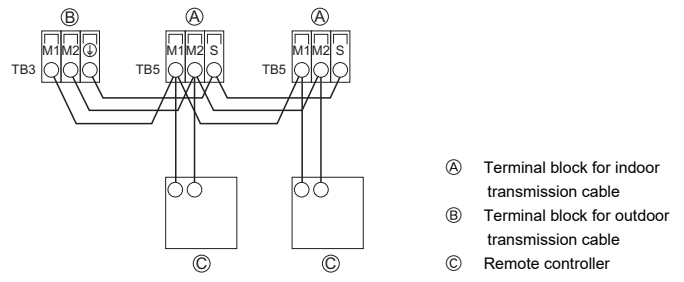 Ⓑ Ⓐ Ⓐ
M1 M2 ⏚ M1 M2 S M1 M2 S
TB3 TB5 TB5
Ⓒ Ⓒ
Ⓐ Terminal block for indoor
transmission cable
Ⓑ Terminal block for outdoor
transmission cable
Ⓒ Remote controller